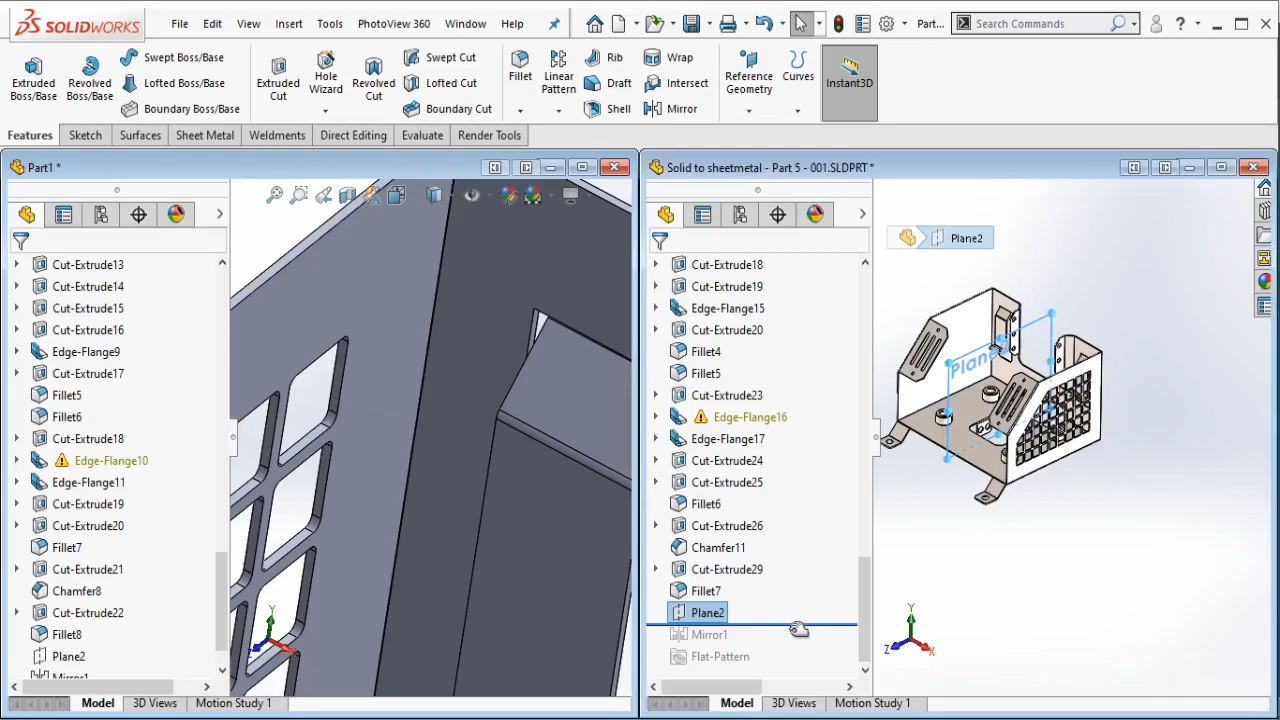 SOLIDWORKS
File Edit View Insert Tools PhotoView 360 Window Help
Part...
Search Commands
Extruded Boss/Base
Revolved Boss/Base
Swept Boss/Base
Lofted Boss/Base
Boundary Boss/Base
Extruded Cut
Hole Wizard
Revolved Cut
Swept Cut
Lofted Cut
Boundary Cut
Fillet
Linear Pattern
Rib
Draft
Shell
Wrap
Intersect
Mirror
Reference Geometry
Curves
Instant3D
Features Sketch Surfaces Sheet Metal Weldments Direct Editing Evaluate Render Tools
Part1 *
Cut-Extrude13
Cut-Extrude14
Cut-Extrude15
Cut-Extrude16
Edge-Flange9
Cut-Extrude17
Fillet5
Fillet6
Cut-Extrude18
Edge-Flange10
Edge-Flange11
Cut-Extrude19
Cut-Extrude20
Fillet7
Cut-Extrude21
Chamfer8
Cut-Extrude22
Fillet8
Plane2
Mirror1
Y
Model 3D Views Motion Study 1
Solid to sheetmetal - Part 5 - 001.SLDPRT *
Cut-Extrude18
Cut-Extrude19
Edge-Flange15
Cut-Extrude20
Fillet4
Fillet5
Cut-Extrude23
Edge-Flange16
Edge-Flange17
Cut-Extrude24
Cut-Extrude25
Fillet6
Cut-Extrude26
Chamfer11
Cut-Extrude29
Fillet7
Plane2
Mirror1
Flat-Pattern
Plane2
Plane2
Y
Z
X
Model 3D Views Motion Study 1